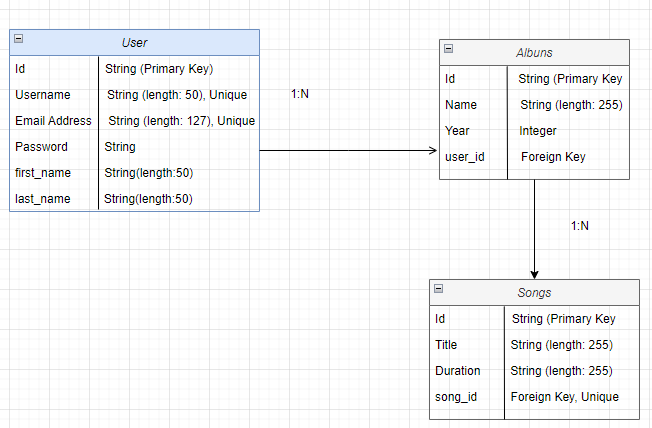 User
Id String (Primary Key)
Username String (length: 50), Unique
Email Address String (length: 127), Unique
Password String
first_name String(length:50)
last_name String(length:50)
1:N
Albuns
Id String (Primary Key
Name String (length: 255)
Year Integer
user_id Foreign Key
1:N
Songs
Id String (Primary Key
Title String (length: 255)
Duration String (length: 255)
song_id Foreign Key, Unique